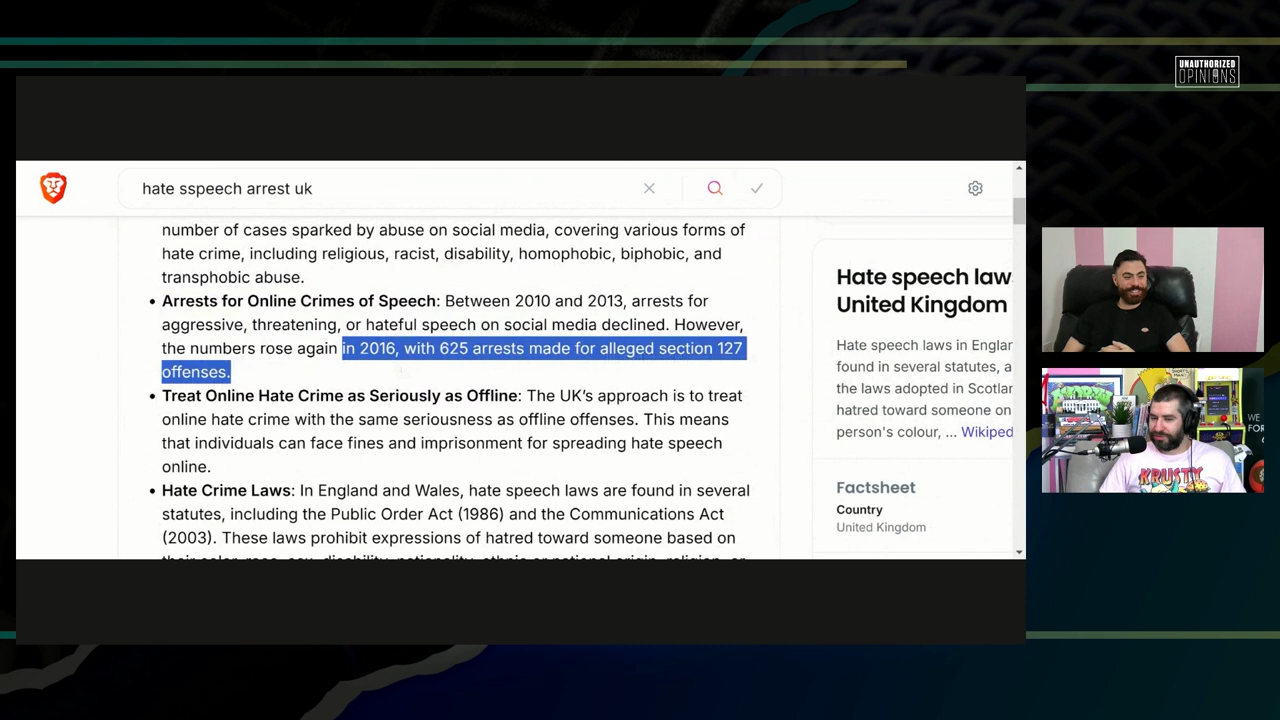 UNAUTHORIZED
OPINIONS
hate sspeech arrest uk
number of cases sparked by abuse on social media, covering various forms of
hate crime, including religious, racist, disability, homophobic, biphobic, and
transphobic abuse.
• Arrests for Online Crimes of Speech: Between 2010 and 2013, arrests for
aggressive, threatening, or hateful speech on social media declined. However,
the numbers rose again in 2016, with 625 arrests made for alleged section 127
offenses.
• Treat Online Hate Crime as Seriously as Offline: The UK's approach is to treat
online hate crime with the same seriousness as offline offenses. This means
that individuals can face fines and imprisonment for spreading hate speech
online.
• Hate Crime Laws: In England and Wales, hate speech laws are found in several
statutes, including the Public Order Act (1986) and the Communications Act
(2003). These laws prohibit expressions of hatred toward someone based on
Hate speech law
United Kingdom
Hate speech laws in Englar
found in several statutes, a
the laws adopted in Scotlar
hatred toward someone on
person's colour, ... Wikiped
Factsheet
Country
United Kingdom
WE
FOR
KRUSTY